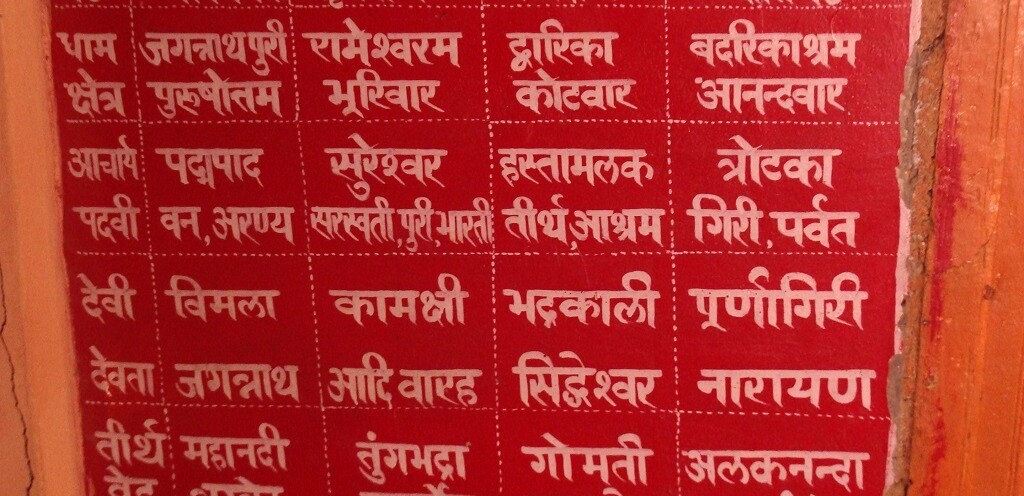 धाम जगन्नाथपुरी रामेश्वरम द्वारिका बदरिकाश्रम
क्षेत्र पुरूषोतम भूरिवार कोटवार आनन्दवार
आचार्य पद्मपाद सुरेश्वर हस्तामलक त्रोटका
पदवी वन,अरण्य सरस्वती,पुरी,भारती तीर्थ,आश्रम गिरी,पर्वत
देवी विमला कामक्षी भद्रकाली पूर्णागिरी
देवता जगन्नाथ आदि वारह सिद्धेश्वर नारायण
तीर्थ महानदी तुंगभद्रा गोमती अलकनन्दा